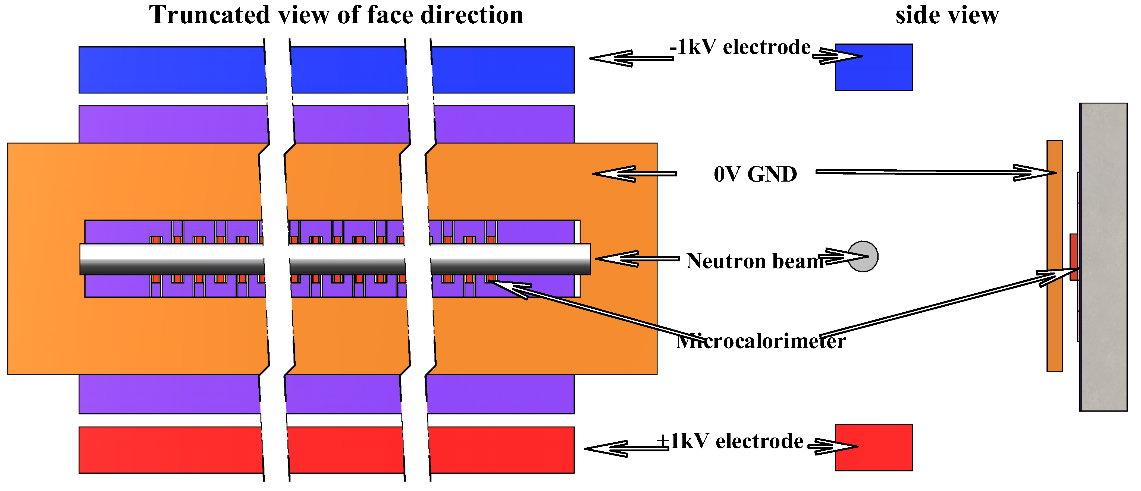 Truncated view of face direction
side view
-1kV electrode
0V GND
Neutron beam
Microcalorimeter
+1kV electrode